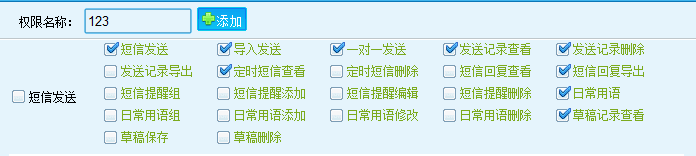 权限名称： 123 添加
短信发送 导入发送 一对一发送 发送记录查看 发送记录删除
发送记录导出 定时短信查看 定时短信删除 短信回复查看 短信回复导出
短信发送 短信提醒组 短信提醒添加 短信提醒编辑 短信提醒删除 日常用语
日常用语组 日常用语添加 日常用语修改 日常用语删除 草稿记录查看
草稿保存 草稿删除